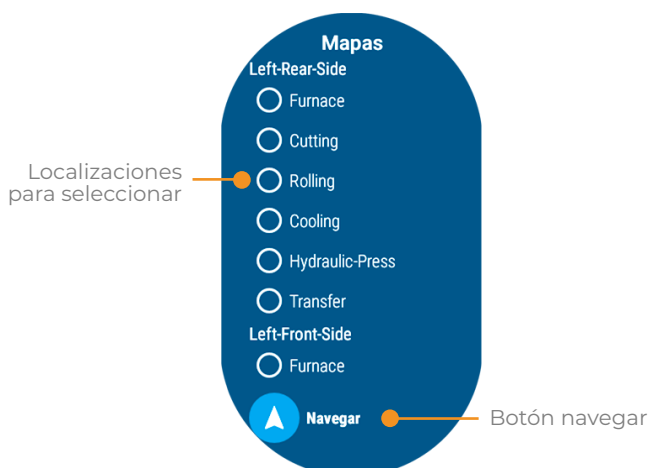 Mapas
Left-Rear-Side
Furnace
Cutting
Localizaciones
para seleccionar
Rolling
Cooling
Hydraulic-Press
Transfer
Left-Front-Side
Furnace
Navegar
Botón navegar